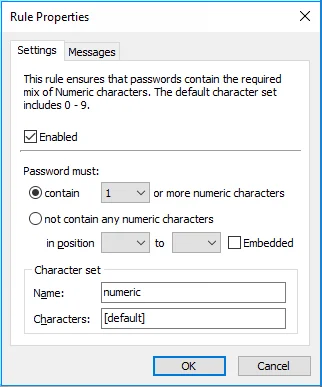 Rule Properties
Settings
Messages
This rule ensures that passwords contain the required
mix of Numeric characters. The default character set
includes 0 - 9.
Enabled
Password must:
contain 1 or more numeric characters
not contain any numeric characters
in position to Embedded
Character set
Name: numeric
Characters: [default]
OK Cancel